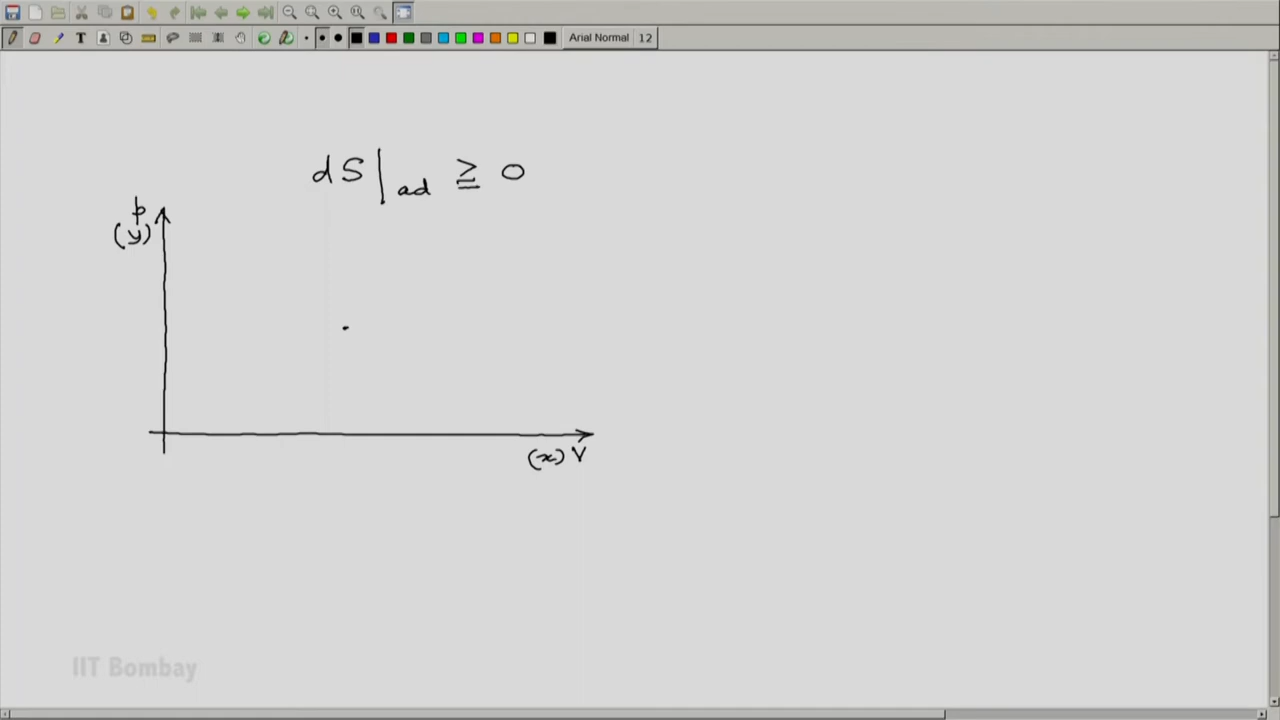 Arial Normal 12
dS|ad ≥ 0
p
(y)
(x) V
IIT Bombay